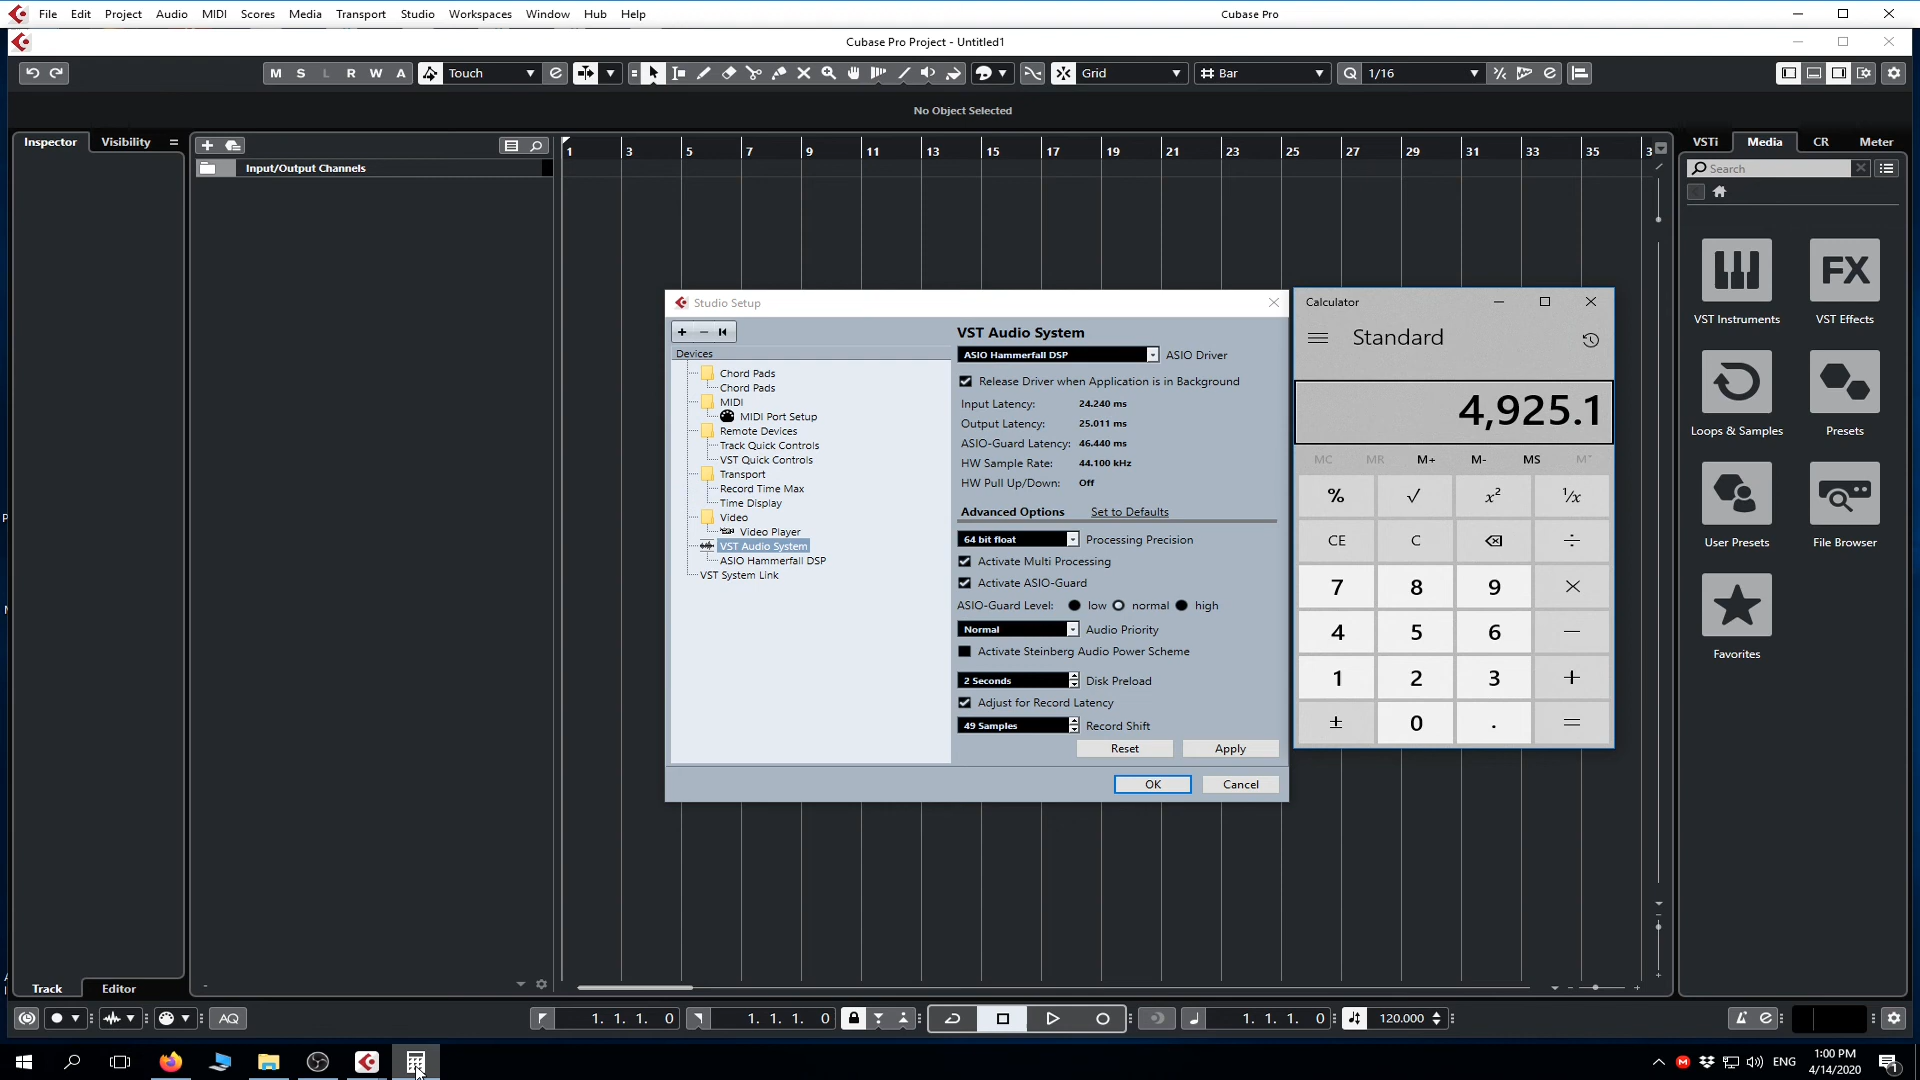 File Edit Project Audio MIDI Scores Media Transport Studio Workspaces Window Hub Help Cubase Pro
Cubase Pro Project - Untitled1
M S L R W A Touch Grid Bar Q 1/16
No Object Selected
Inspector Visibility
1 3 5 7 9 11 13 15 17 19 21 23 25 27 29 31 33 35 3
VSTi Media CR Meter
Input/Output Channels
Search
VST Instruments VST Effects
FX
Loops & Samples Presets
User Presets File Browser
Favorites
Studio Setup
Devices
Chord Pads
Chord Pads
MIDI
MIDI Port Setup
Remote Devices
Track Quick Controls
VST Quick Controls
Transport
Record Time Max
Time Display
Video
Video Player
VST Audio System
ASIO Hammerfall DSP
VST System Link
VST Audio System
ASIO Hammerfall DSP ASIO Driver
Release Driver when Application is in Background
Input Latency: 24.240 ms
Output Latency: 25.011 ms
ASIO-Guard Latency: 46.440 ms
HW Sample Rate: 44.100 kHz
HW Pull Up/Down: Off
Advanced Options Set to Defaults
64 bit float Processing Precision
Activate Multi Processing
Activate ASIO-Guard
ASIO-Guard Level: low normal high
Normal Audio Priority
Activate Steinberg Audio Power Scheme
2 Seconds Disk Preload
Adjust for Record Latency
49 Samples Record Shift
Reset Apply
OK Cancel
Calculator
Standard
4,925.1
MC MR M+ M- MS M˅
% √ x² ¹/x
CE C ⌫ ÷
7 8 9 ×
4 5 6 −
1 2 3 +
± 0 . =
Track Editor
AQ 1. 1. 1. 0 1. 1. 1. 0 1. 1. 1. 0 120.000
ENG 1:00 PM
4/14/2020
1